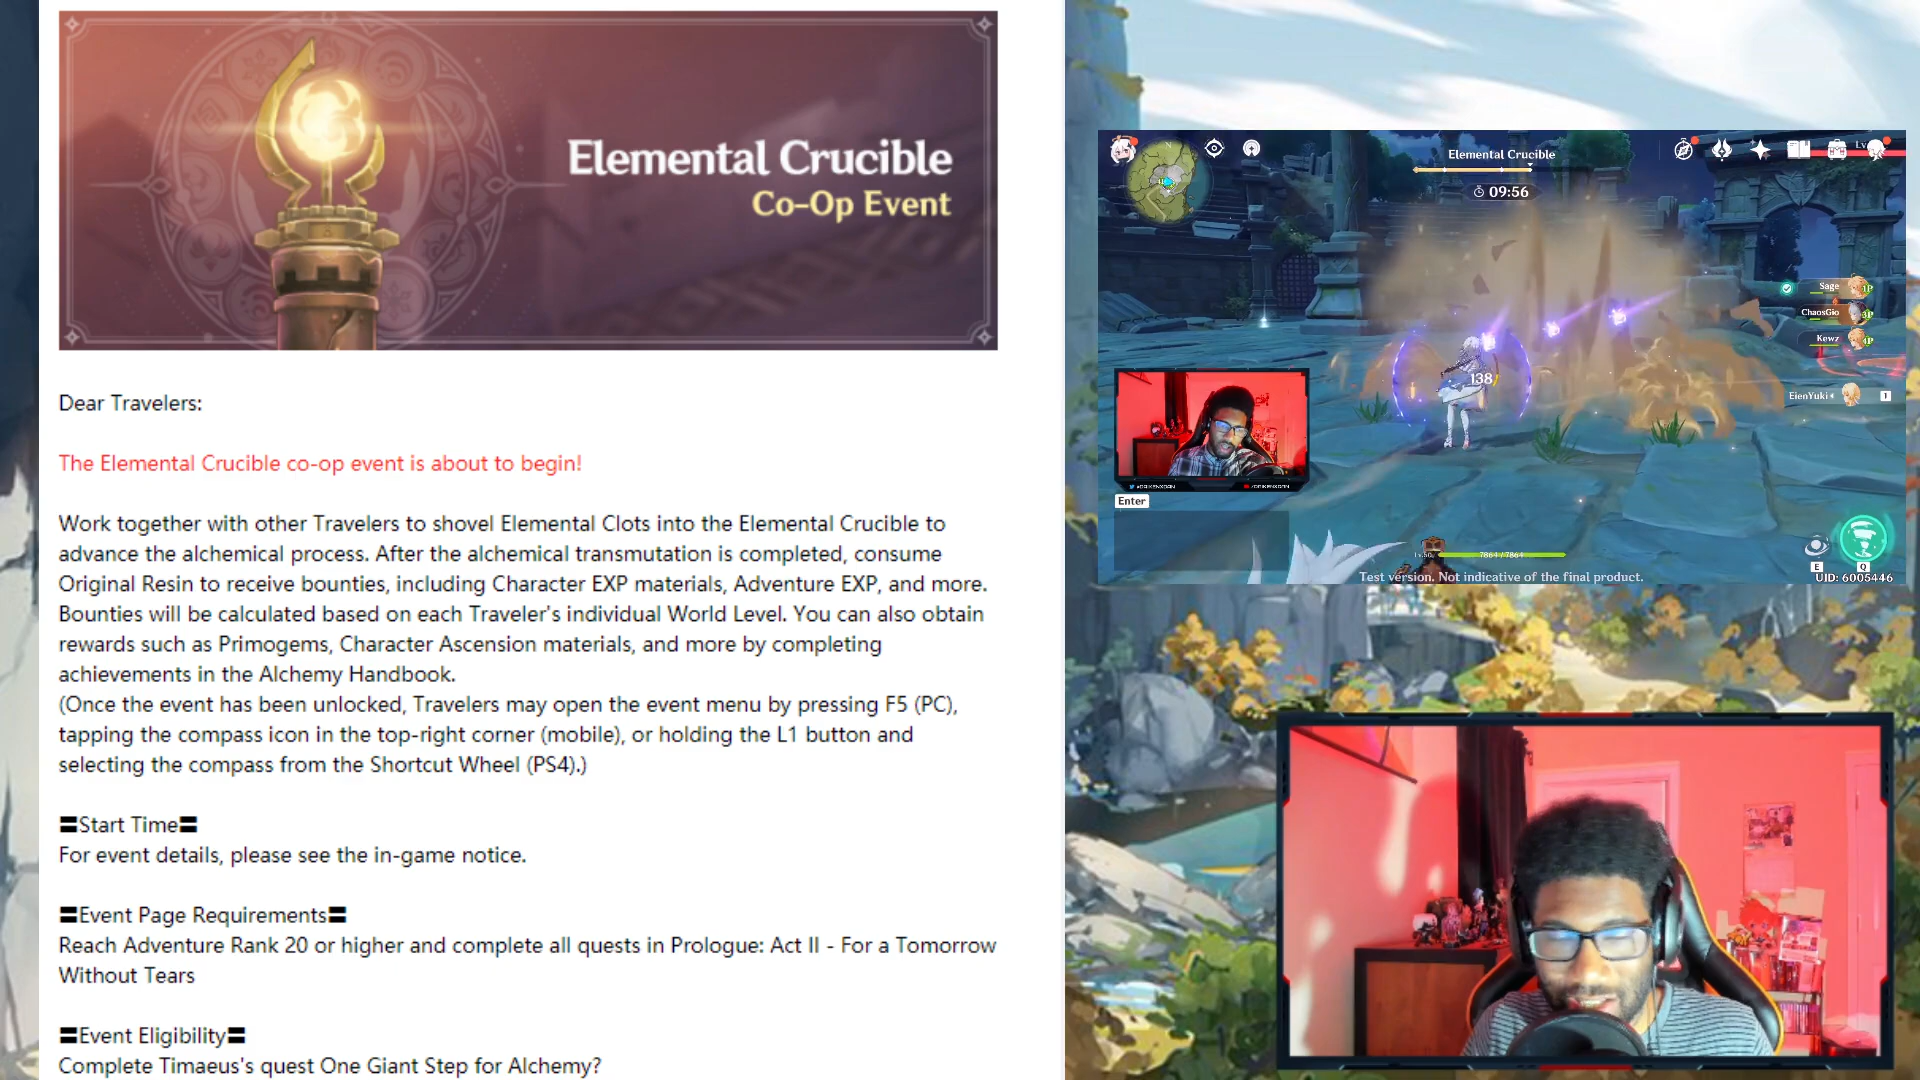 Elemental Crucible
Co-Op Event
Dear Travelers:
The Elemental Crucible co-op event is about to begin!
Work together with other Travelers to shovel Elemental Clots into the Elemental Crucible to
advance the alchemical process. After the alchemical transmutation is completed, consume
Original Resin to receive bounties, including Character EXP materials, Adventure EXP, and more.
Bounties will be calculated based on each Traveler's individual World Level. You can also obtain
rewards such as Primogems, Character Ascension materials, and more by completing
achievements in the Alchemy Handbook.
(Once the event has been unlocked, Travelers may open the event menu by pressing F5 (PC),
tapping the compass icon in the top-right corner (mobile), or holding the L1 button and
selecting the compass from the Shortcut Wheel (PS4).)
〓Start Time〓
For event details, please see the in-game notice.
〓Event Page Requirements〓
Reach Adventure Rank 20 or higher and complete all quests in Prologue: Act II - For a Tomorrow
Without Tears
〓Event Eligibility〓
Complete Timaeus's quest One Giant Step for Alchemy?
Elemental Crucible
09:56
Sage 1P
ChaosGio 3P
Kewz 4P
EienYuki 1
138
Enter
7864 / 7864
E
Q
Test version. Not indicative of the final product.
UID: 6005446